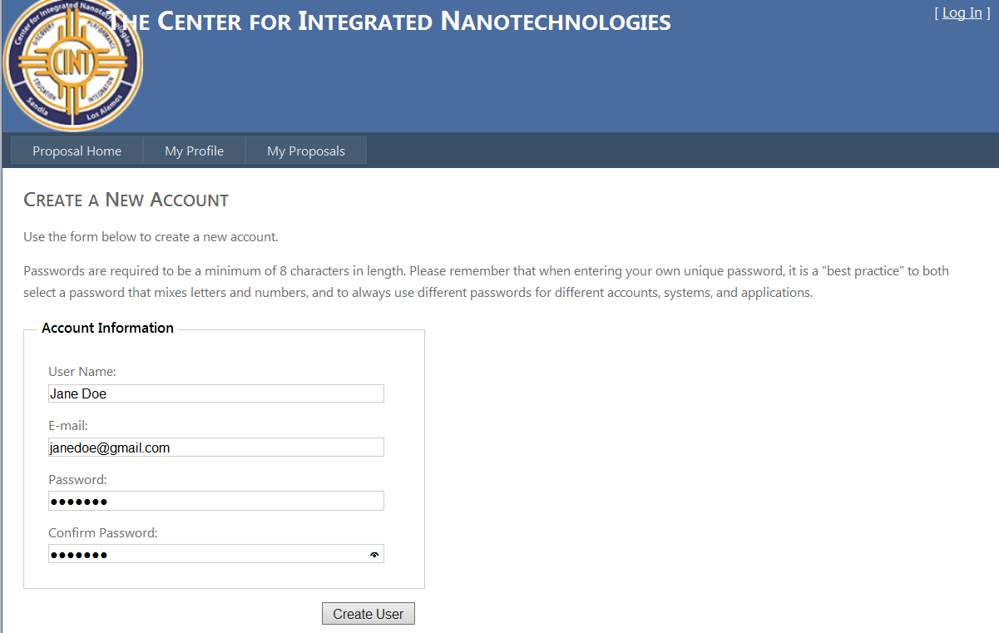 THE CENTER FOR INTEGRATED NANOTECHNOLOGIES
[ Log In ]
Center for Integrated Nanotechnologies
DISCOVERY
PERFORMANCE
CINT
EDUCATION
INTEGRATION
Sandia
Los Alamos
Proposal Home
My Profile
My Proposals
CREATE A NEW ACCOUNT
Use the form below to create a new account.
Passwords are required to be a minimum of 8 characters in length. Please remember that when entering your own unique password, it is a "best practice" to both
select a password that mixes letters and numbers, and to always use different passwords for different accounts, systems, and applications.
Account Information
User Name:
Jane Doe
E-mail:
janedoe@gmail.com
Password:
●●●●●●●
Confirm Password:
●●●●●●●
Create User